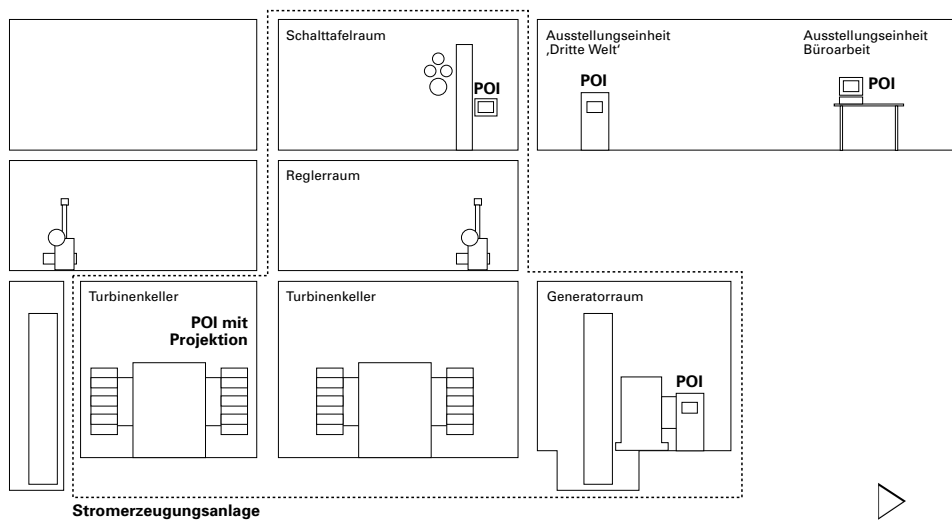 Schalttafelraum
POI
Ausstellungseinheit
‚Dritte Welt‘
POI
Ausstellungseinheit
Büroarbeit
POI
Reglerraum
Turbinenkeller
POI mit
Projektion
Turbinenkeller
Generatorraum
POI
Stromerzeugungsanlage